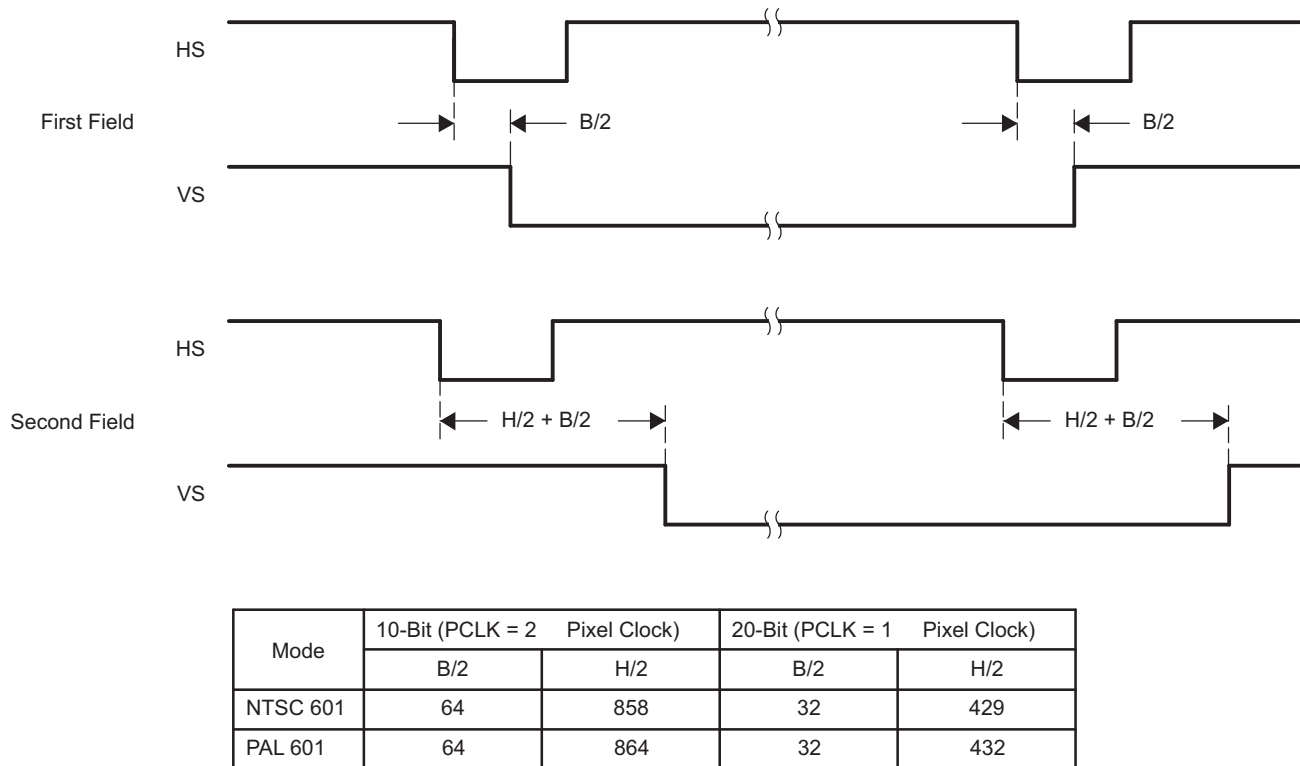 HS
First Field
B/2
B/2
VS
HS
Second Field
H/2 + B/2
H/2 + B/2
VS
Mode
10-Bit (PCLK = 2 Pixel Clock)
20-Bit (PCLK = 1 Pixel Clock)
B/2
H/2
B/2
H/2
NTSC 601
64
858
32
429
PAL 601
64
864
32
432